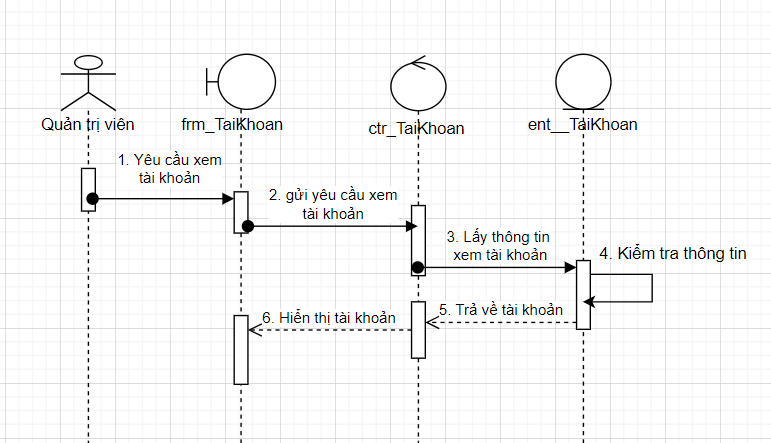 Quản trị viên
frm_TaiKhoan
ctr_TaiKhoan
ent__TaiKhoan
1. Yêu cầu xem
tài khoản
2. gửi yêu cầu xem
tài khoản
3. Lấy thông tin
xem tài khoản
4. Kiểm tra thông tin
5. Trả về tài khoản
6. Hiển thị tài khoản